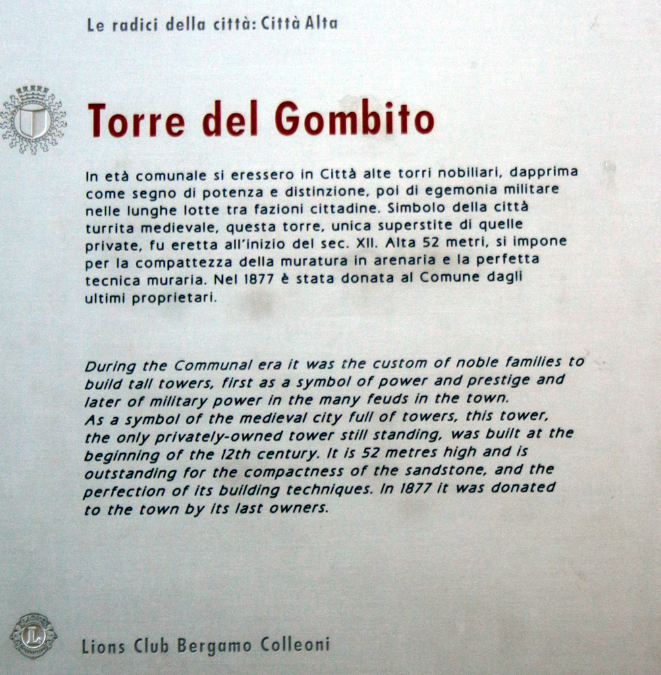 Le radici della città: Città Alta
Torre del Gombito
In età comunale si eressero in Città alte torri nobiliari, dapprima
come segno di potenza e distinzione, poi di egemonia militare
nelle lunghe lotte tra fazioni cittadine. Simbolo della città
turrita medievale, questa torre, unica superstite di quelle
private, fu eretta all'inizio del sec. XII. Alta 52 metri, si impone
per la compattezza della muratura in arenaria e la perfetta
tecnica muraria. Nel 1877 è stata donata al Comune dagli
ultimi proprietari.
During the Communal era it was the custom of noble families to
build tall towers, first as a symbol of power and prestige and
later of military power in the many feuds in the town.
As a symbol of the medieval city full of towers, this tower,
the only privately-owned tower still standing, was built at the
beginning of the 12th century. It is 52 metres high and is
outstanding for the compactness of the sandstone, and the
perfection of its building techniques. In 1877 it was donated
to the town by its last owners.
Lions Club Bergamo Colleoni